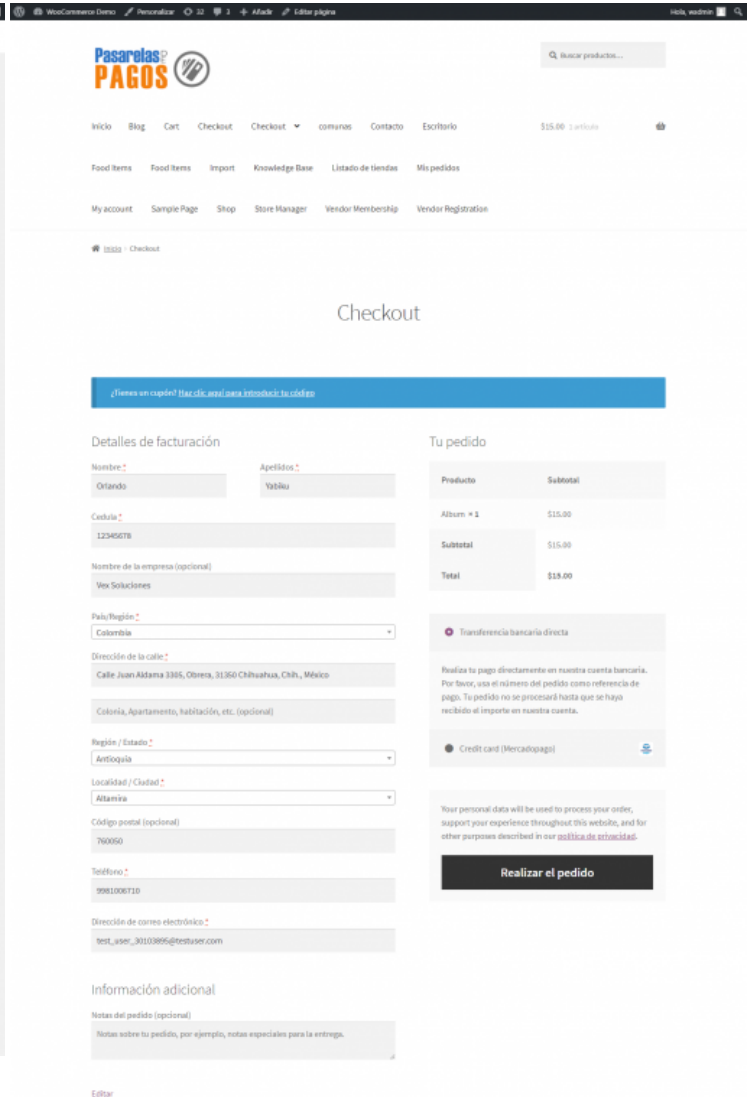 WooCommerce Demo Personalizar 32 3 + Añadir Editar página Hola, wadmin
Pasarelas DE
PAGOS
Buscar productos...
Inicio Blog Cart Checkout Checkout comunas Contacto Escritorio $15.00 1 artículo
Food Items Food Items Import Knowledge Base Listado de tiendas Mis pedidos
My account Sample Page Shop Store Manager Vendor Membership Vendor Registration
Inicio › Checkout
Checkout
¿Tienes un cupón? Haz clic aquí para introducir tu código
Detalles de facturación
Nombre * Apellidos *
Orlando Yabiku
Cedula *
12345678
Nombre de la empresa (opcional)
Vex Soluciones
País/Región *
Colombia
Dirección de la calle *
Calle Juan Aldama 3305, Obrera, 31350 Chihuahua, Chih., México
Colonia, Apartamento, habitación, etc. (opcional)
Región / Estado *
Antioquia
Localidad / Ciudad *
Altamira
Código postal (opcional)
760050
Teléfono *
9981006710
Dirección de correo electrónico *
test_user_30103895@testuser.com
Información adicional
Notas del pedido (opcional)
Notas sobre tu pedido, por ejemplo, notas especiales para la entrega.
Editar
Tu pedido
Producto Subtotal
Album × 1 $15.00
Subtotal $15.00
Total $15.00
Transferencia bancaria directa
Realiza tu pago directamente en nuestra cuenta bancaria.
Por favor, usa el número del pedido como referencia de
pago. Tu pedido no se procesará hasta que se haya
recibido el importe en nuestra cuenta.
Credit card (Mercadopago)
Your personal data will be used to process your order,
support your experience throughout this website, and for
other purposes described in our política de privacidad.
Realizar el pedido